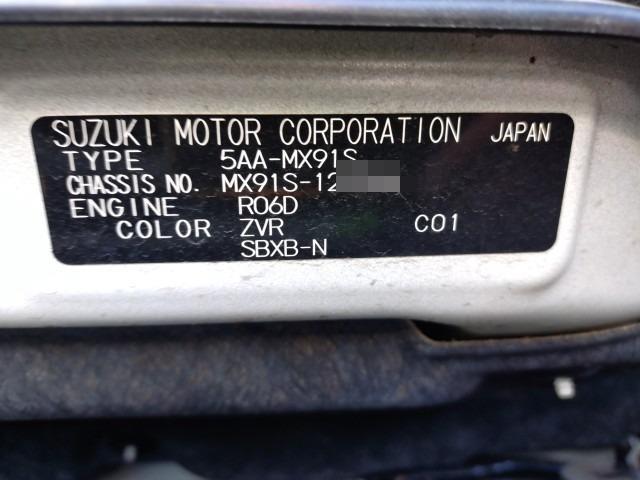 SUZUKI MOTOR CORPORATION JAPAN
TYPE 5AA-MX91S
CHASSIS NO. MX91S-12
ENGINE R06D
COLOR ZVR C01
SBXB-N